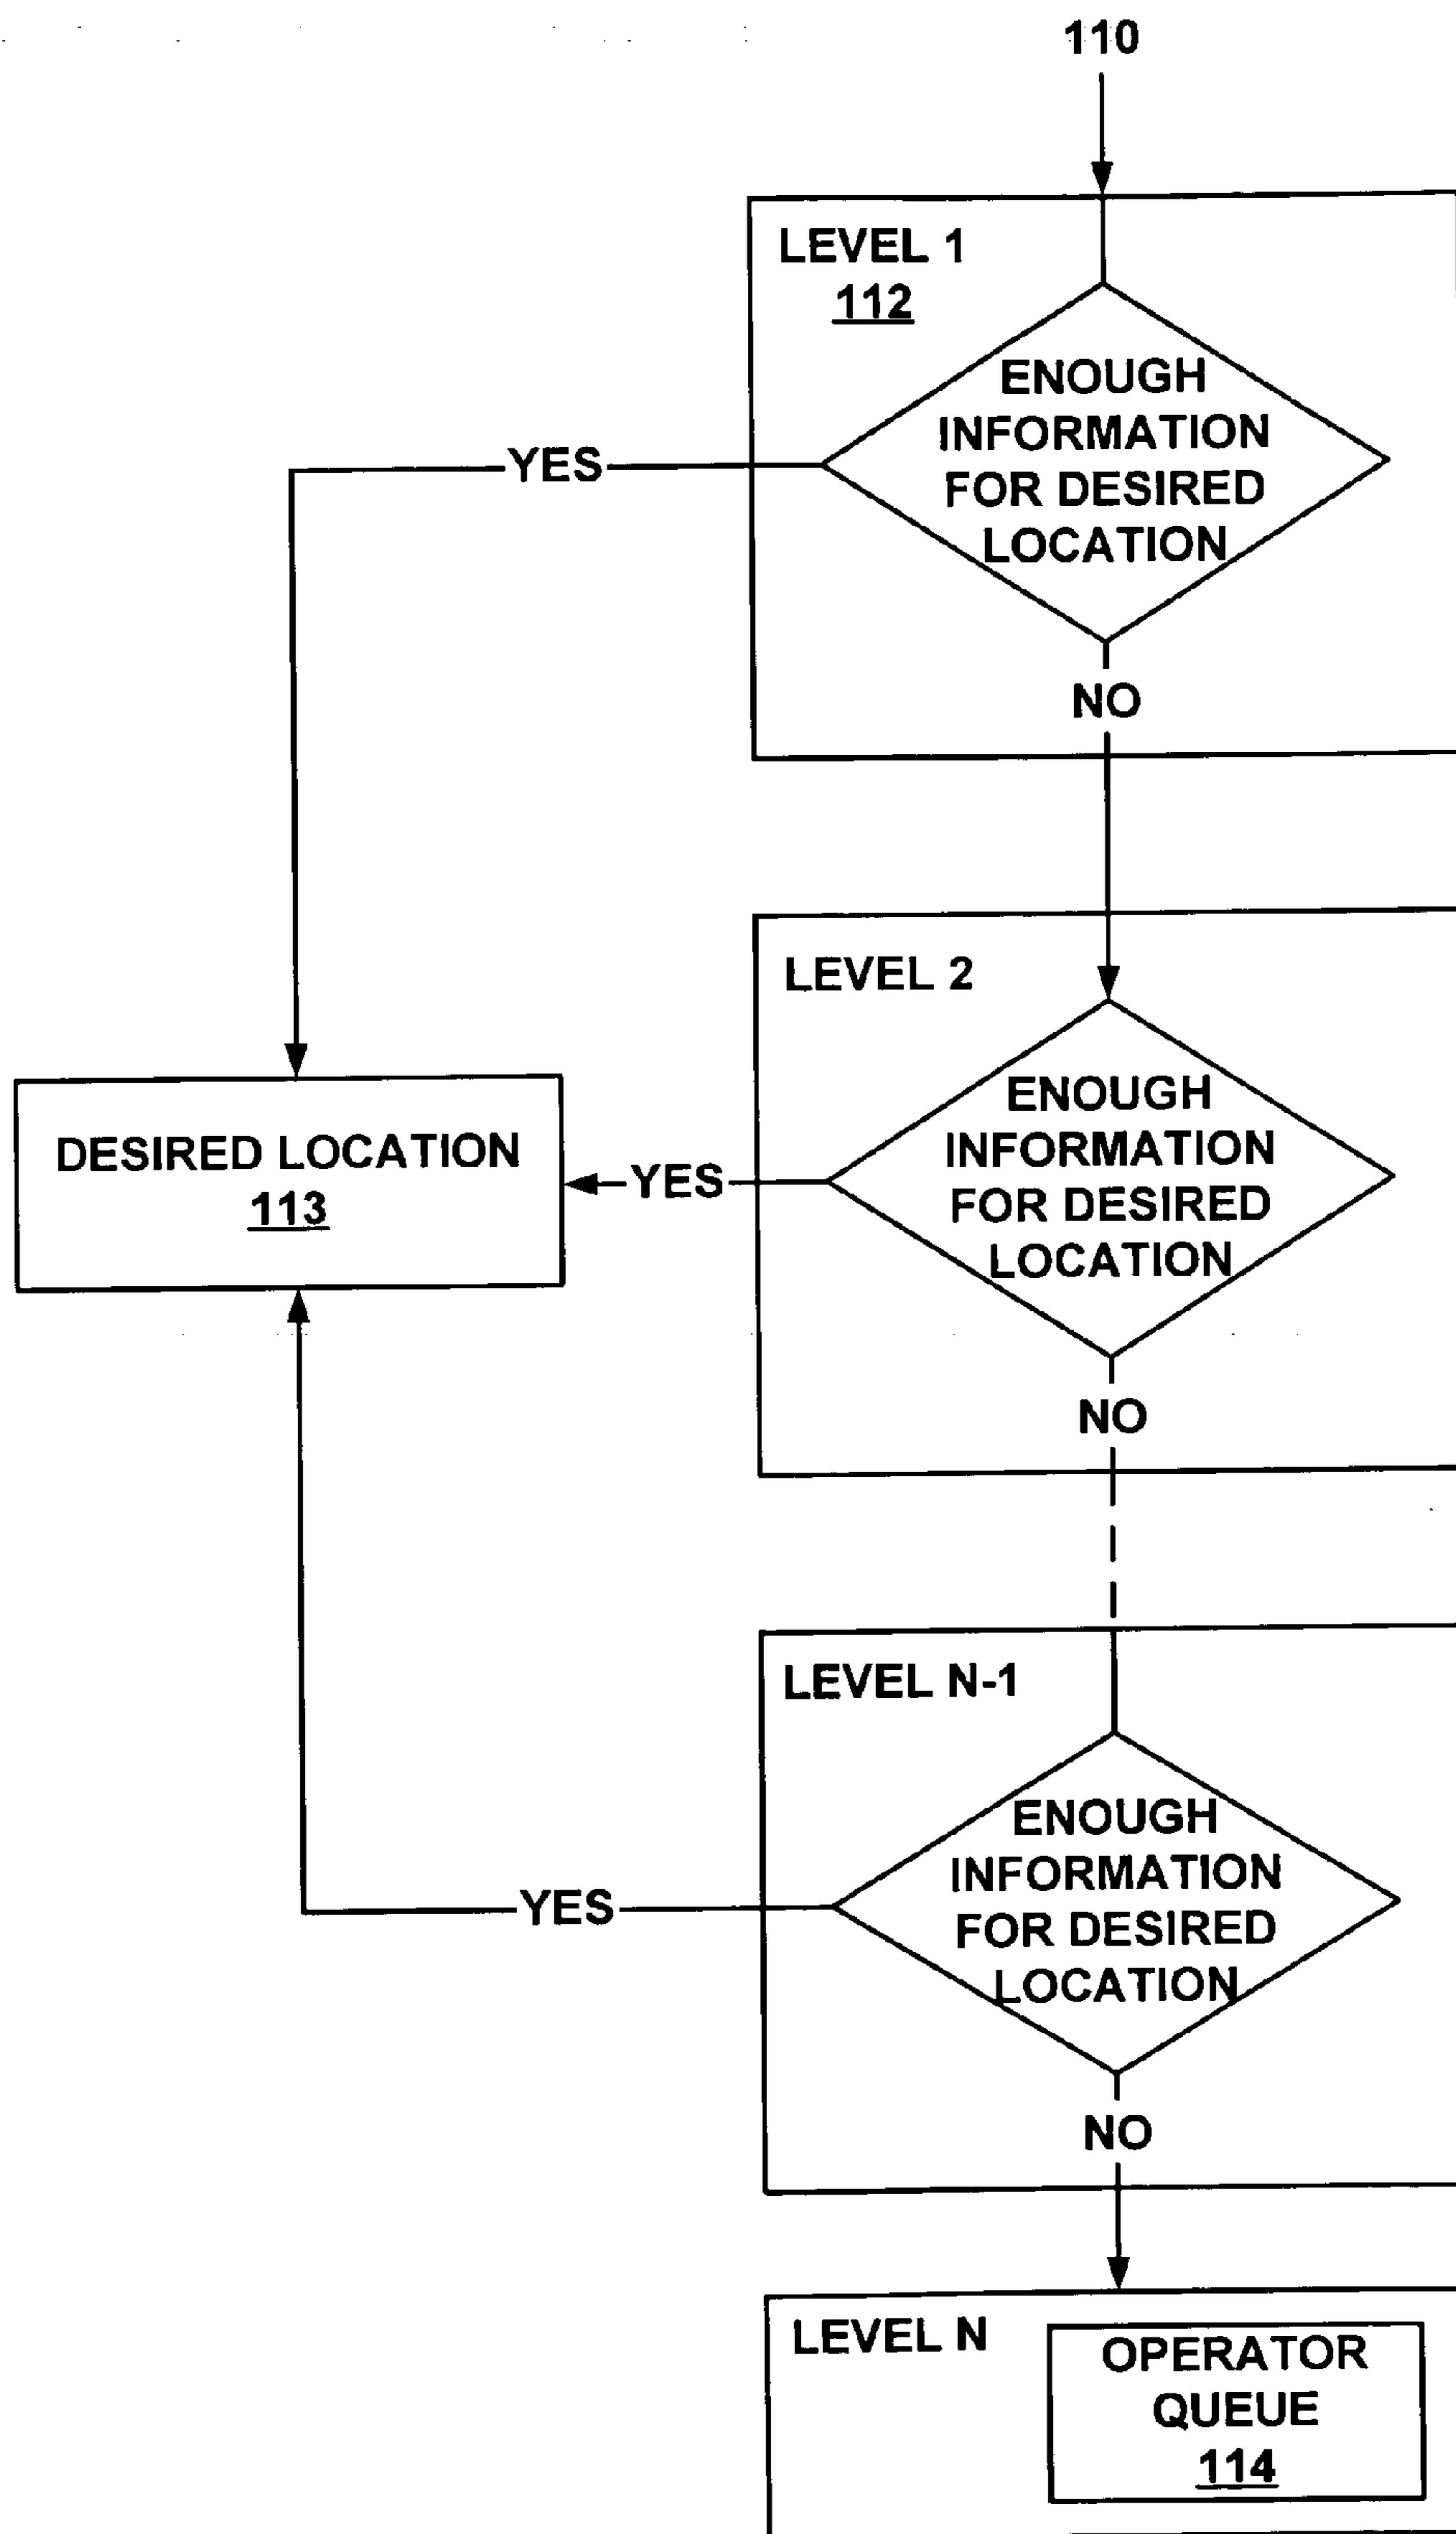 110
LEVEL 1
112
ENOUGH
INFORMATION
FOR DESIRED
LOCATION
YES
NO
LEVEL 2
ENOUGH
INFORMATION
FOR DESIRED
LOCATION
DESIRED LOCATION
113
YES
NO
LEVEL N-1
ENOUGH
INFORMATION
FOR DESIRED
LOCATION
YES
NO
LEVEL N
OPERATOR
QUEUE
114